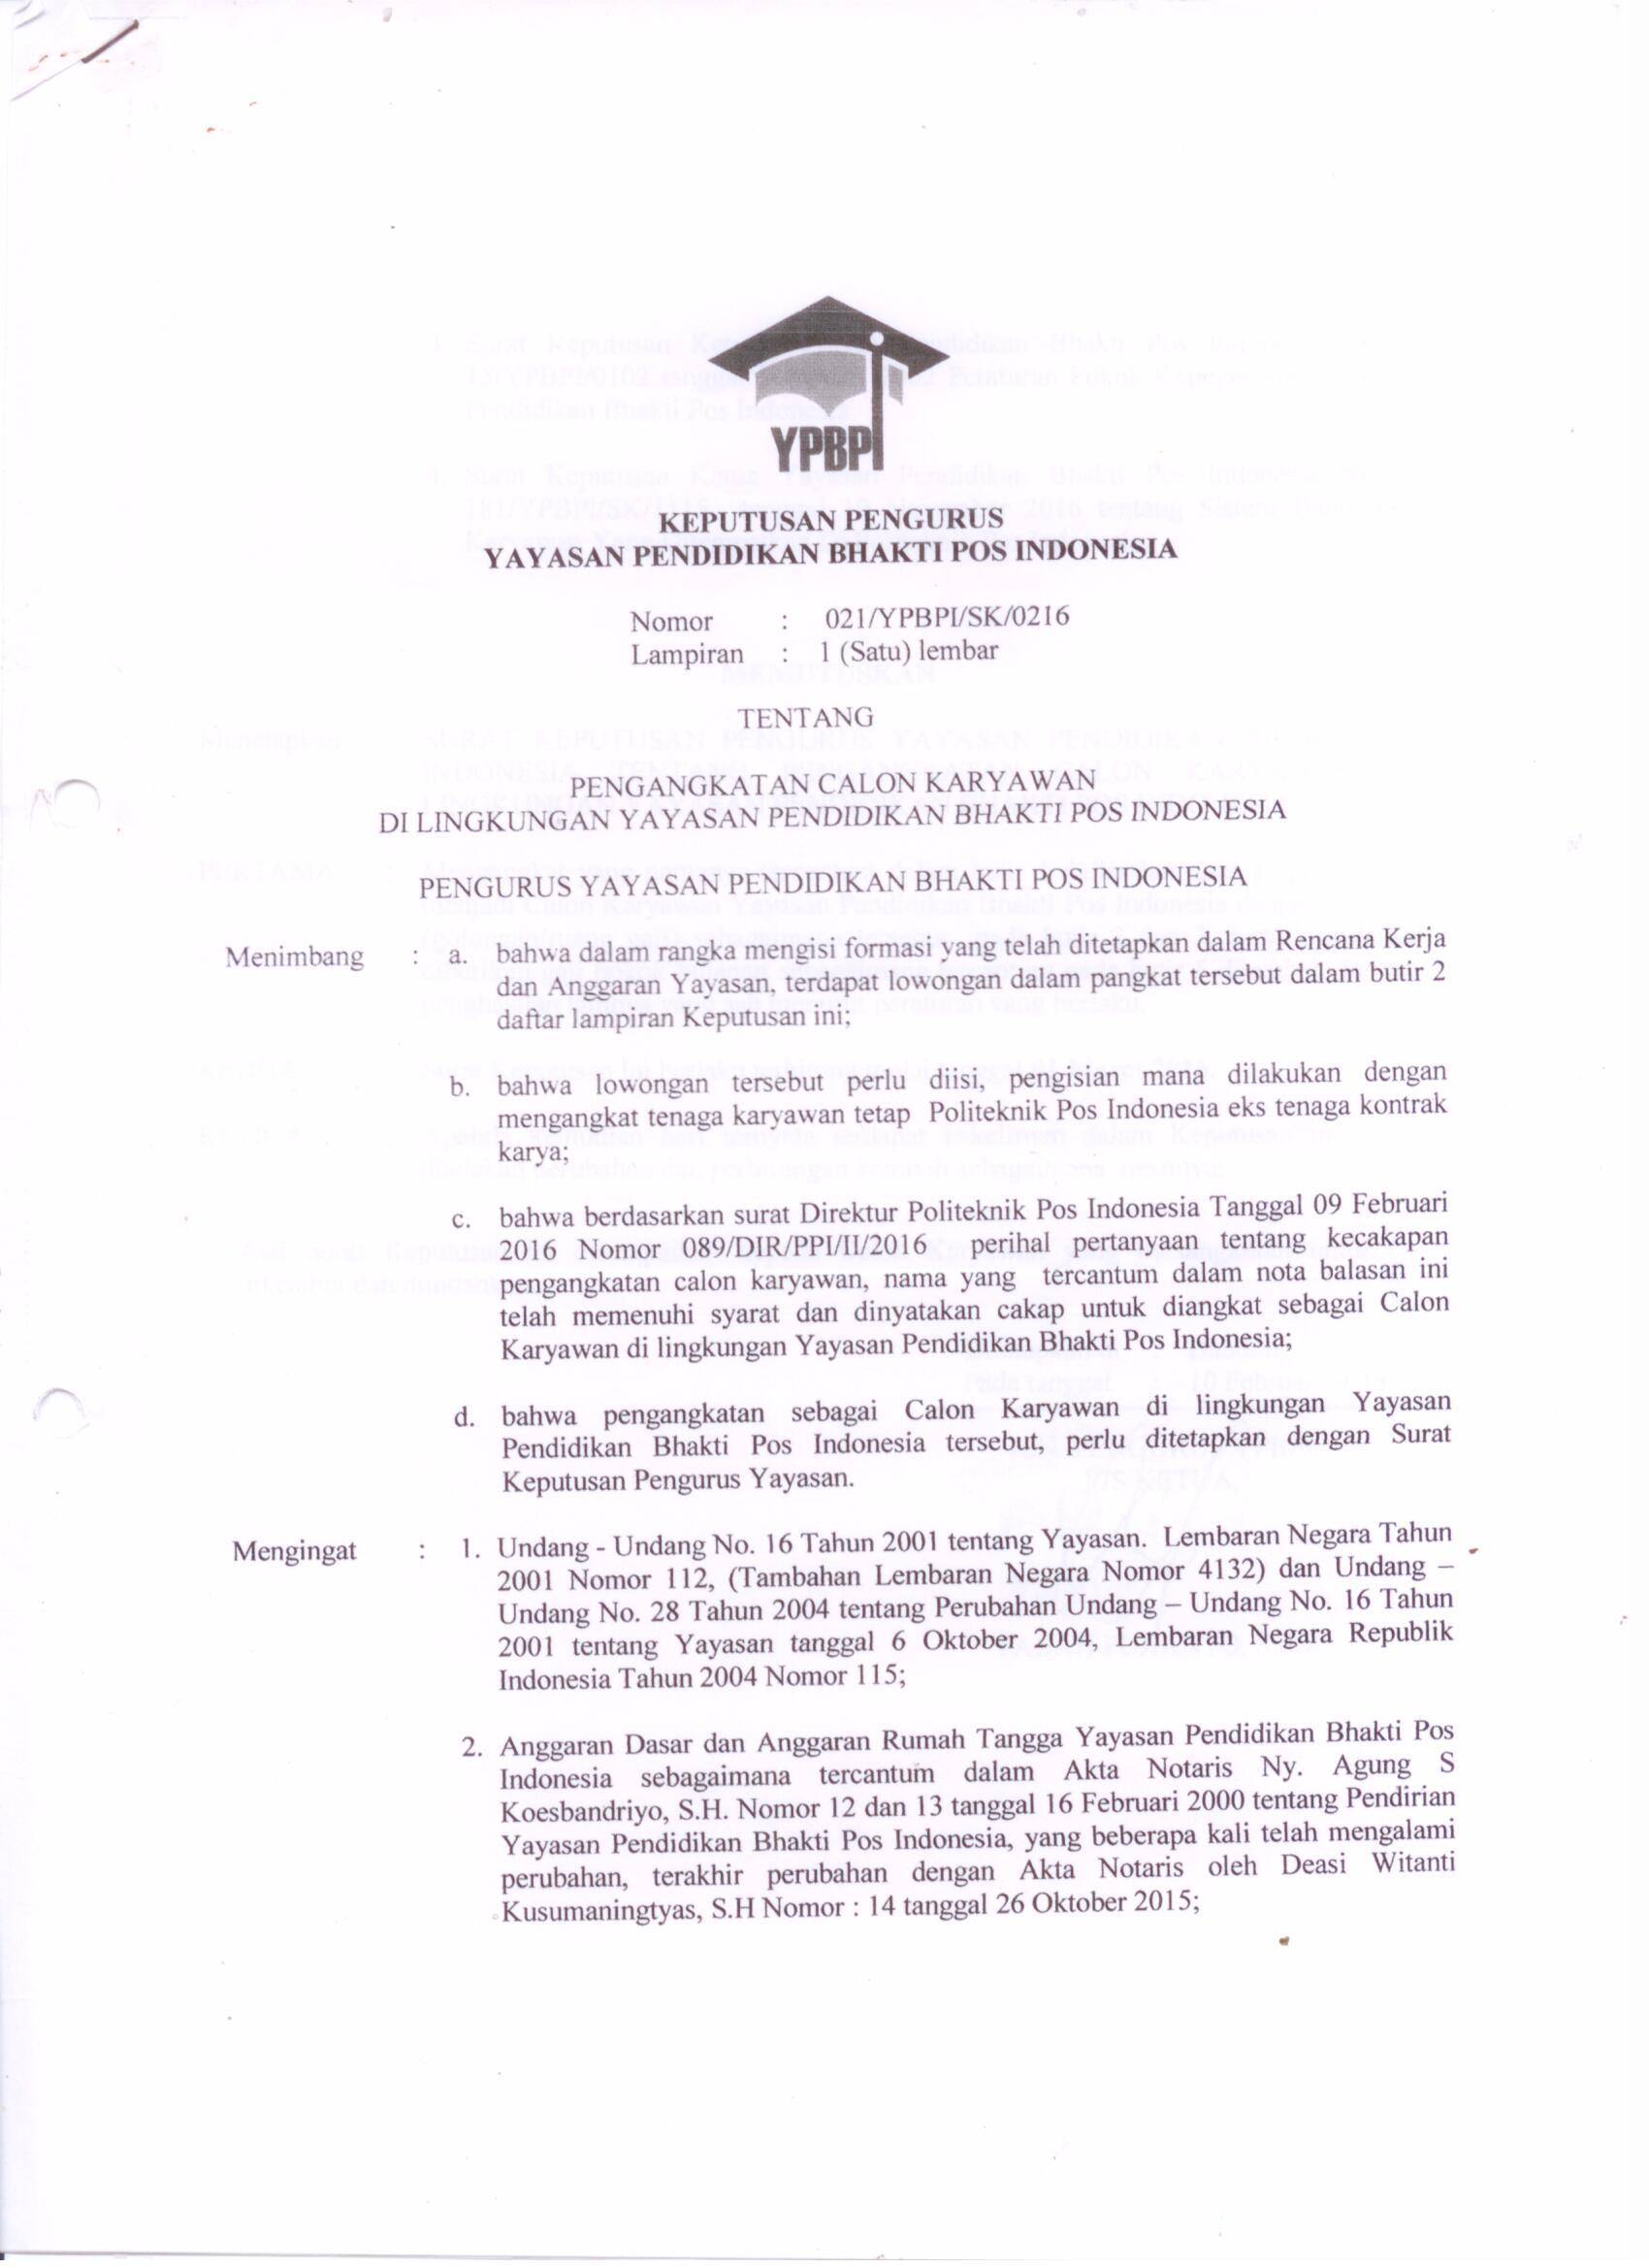 YPBPI
KEPUTUSAN PENGURUS
YAYASAN PENDIDIKAN BHAKTI POS INDONESIA
Nomor : 021/YPBPI/SK/0216
Lampiran : 1 (Satu) lembar
TENTANG
PENGANGKATAN CALON KARYAWAN
DI LINGKUNGAN YAYASAN PENDIDIKAN BHAKTI POS INDONESIA
PENGURUS YAYASAN PENDIDIKAN BHAKTI POS INDONESIA
Menimbang : a. bahwa dalam rangka mengisi formasi yang telah ditetapkan dalam Rencana Kerja
dan Anggaran Yayasan, terdapat lowongan dalam pangkat tersebut dalam butir 2
daftar lampiran Keputusan ini;
b. bahwa lowongan tersebut perlu diisi, pengisian mana dilakukan dengan
mengangkat tenaga karyawan tetap Politeknik Pos Indonesia eks tenaga kontrak
karya;
c. bahwa berdasarkan surat Direktur Politeknik Pos Indonesia Tanggal 09 Februari
2016 Nomor 089/DIR/PPI/II/2016 perihal pertanyaan tentang kecakapan
pengangkatan calon karyawan, nama yang tercantum dalam nota balasan ini
telah memenuhi syarat dan dinyatakan cakap untuk diangkat sebagai Calon
Karyawan di lingkungan Yayasan Pendidikan Bhakti Pos Indonesia;
d. bahwa pengangkatan sebagai Calon Karyawan di lingkungan Yayasan
Pendidikan Bhakti Pos Indonesia tersebut, perlu ditetapkan dengan Surat
Keputusan Pengurus Yayasan.
Mengingat : 1. Undang - Undang No. 16 Tahun 2001 tentang Yayasan. Lembaran Negara Tahun
2001 Nomor 112, (Tambahan Lembaran Negara Nomor 4132) dan Undang –
Undang No. 28 Tahun 2004 tentang Perubahan Undang – Undang No. 16 Tahun
2001 tentang Yayasan tanggal 6 Oktober 2004, Lembaran Negara Republik
Indonesia Tahun 2004 Nomor 115;
2. Anggaran Dasar dan Anggaran Rumah Tangga Yayasan Pendidikan Bhakti Pos
Indonesia sebagaimana tercantum dalam Akta Notaris Ny. Agung S
Koesbandriyo, S.H. Nomor 12 dan 13 tanggal 16 Februari 2000 tentang Pendirian
Yayasan Pendidikan Bhakti Pos Indonesia, yang beberapa kali telah mengalami
perubahan, terakhir perubahan dengan Akta Notaris oleh Deasi Witanti
Kusumaningtyas, S.H Nomor : 14 tanggal 26 Oktober 2015;